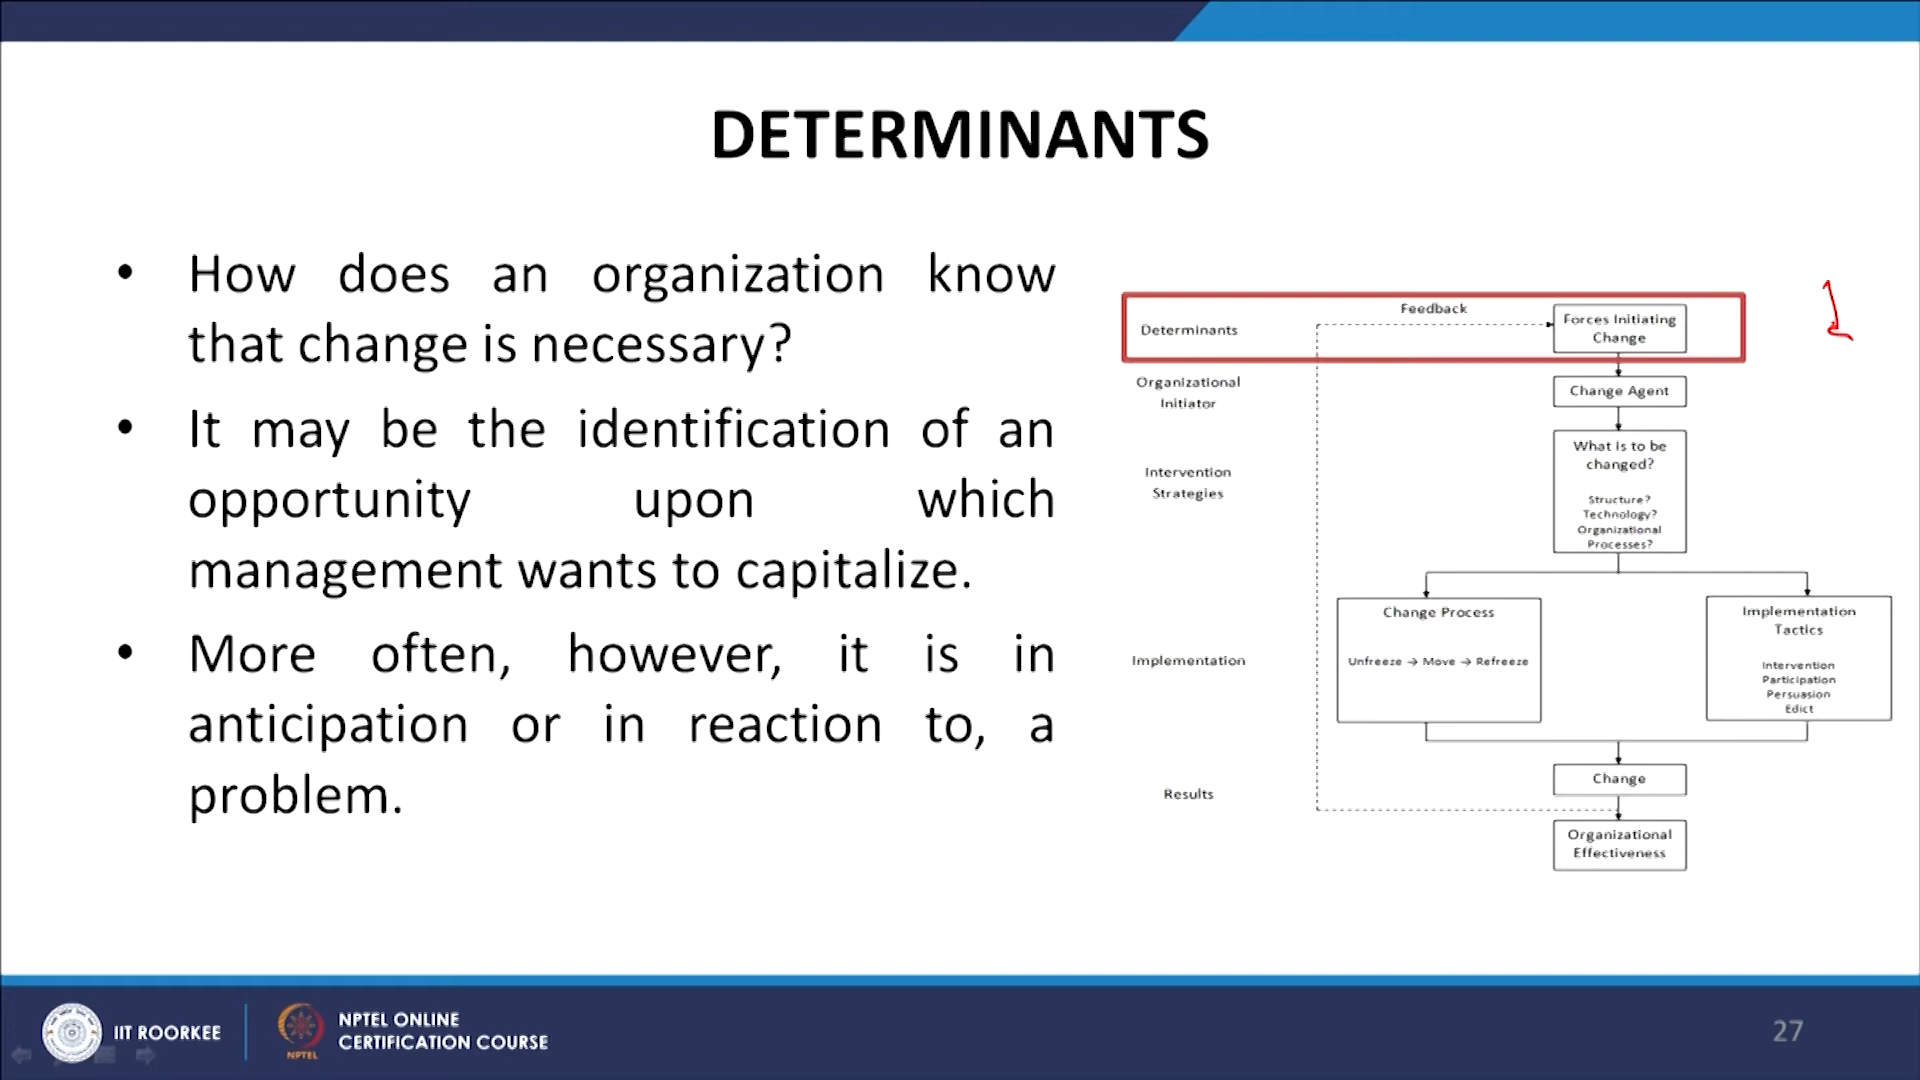 DETERMINANTS
• How does an organization know
that change is necessary?
• It may be the identification of an
opportunity upon which
management wants to capitalize.
• More often, however, it is in
anticipation or in reaction to, a
problem.
Feedback
Determinants
Forces Initiating
Change
1
Organizational
Initiator
Change Agent
Intervention
Strategies
What is to be
changed?
Structure?
Technology?
Organizational
Processes?
Implementation
Change Process
Unfreeze → Move → Refreeze
Implementation
Tactics
Intervention
Participation
Persuasion
Edict
Results
Change
Organizational
Effectiveness
IIT ROORKEE
NPTEL
NPTEL ONLINE
CERTIFICATION COURSE
27